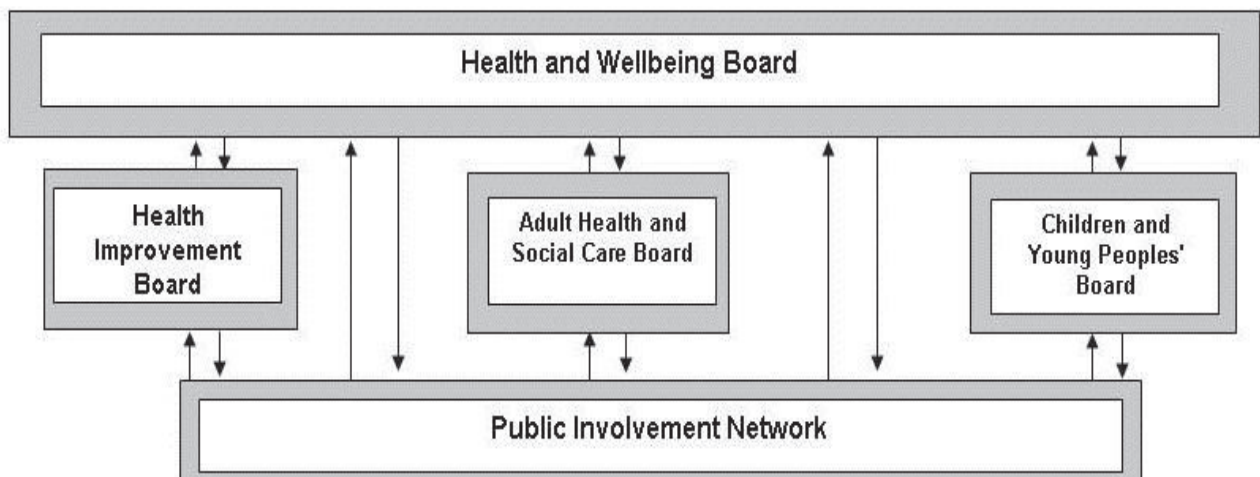 Health and Wellbeing Board
Health
Improvement
Board
Adult Health and
Social Care Board
Children and
Young Peoples'
Board
Public Involvement Network